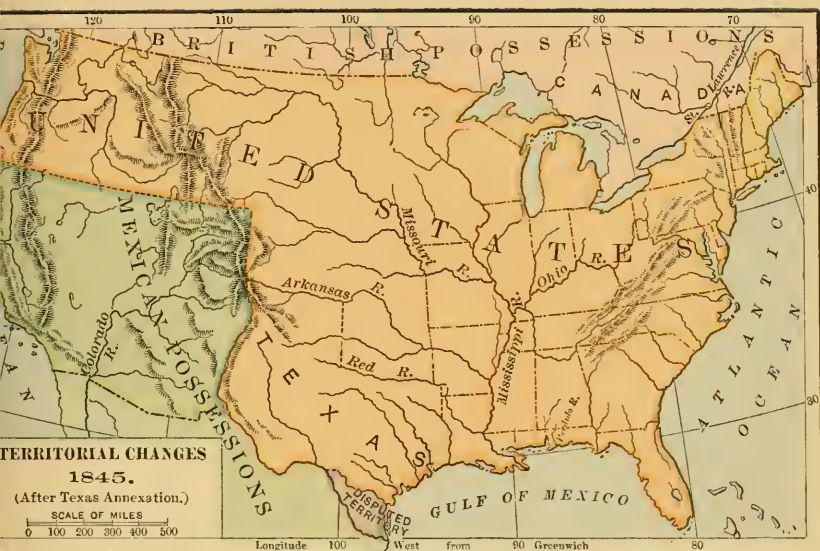 120 110 100 90 80 70
BRITISH POSSESSIONS
CANADA
St. Lawrence R.
UNITED STATES
40
Missouri R.
Ohio R.
Arkansas R.
MEXICAN POSSESSIONS
Colorado R.
Mississippi R.
Red R.
TEXAS
ATLANTIC OCEAN
30
AN
DISPUTED
TERRITORY
GULF OF MEXICO
TERRITORIAL CHANGES
1845.
(After Texas Annexation.)
SCALE OF MILES
0 100 200 300 400 500
Longitude 100 West from 90 Greenwich 80